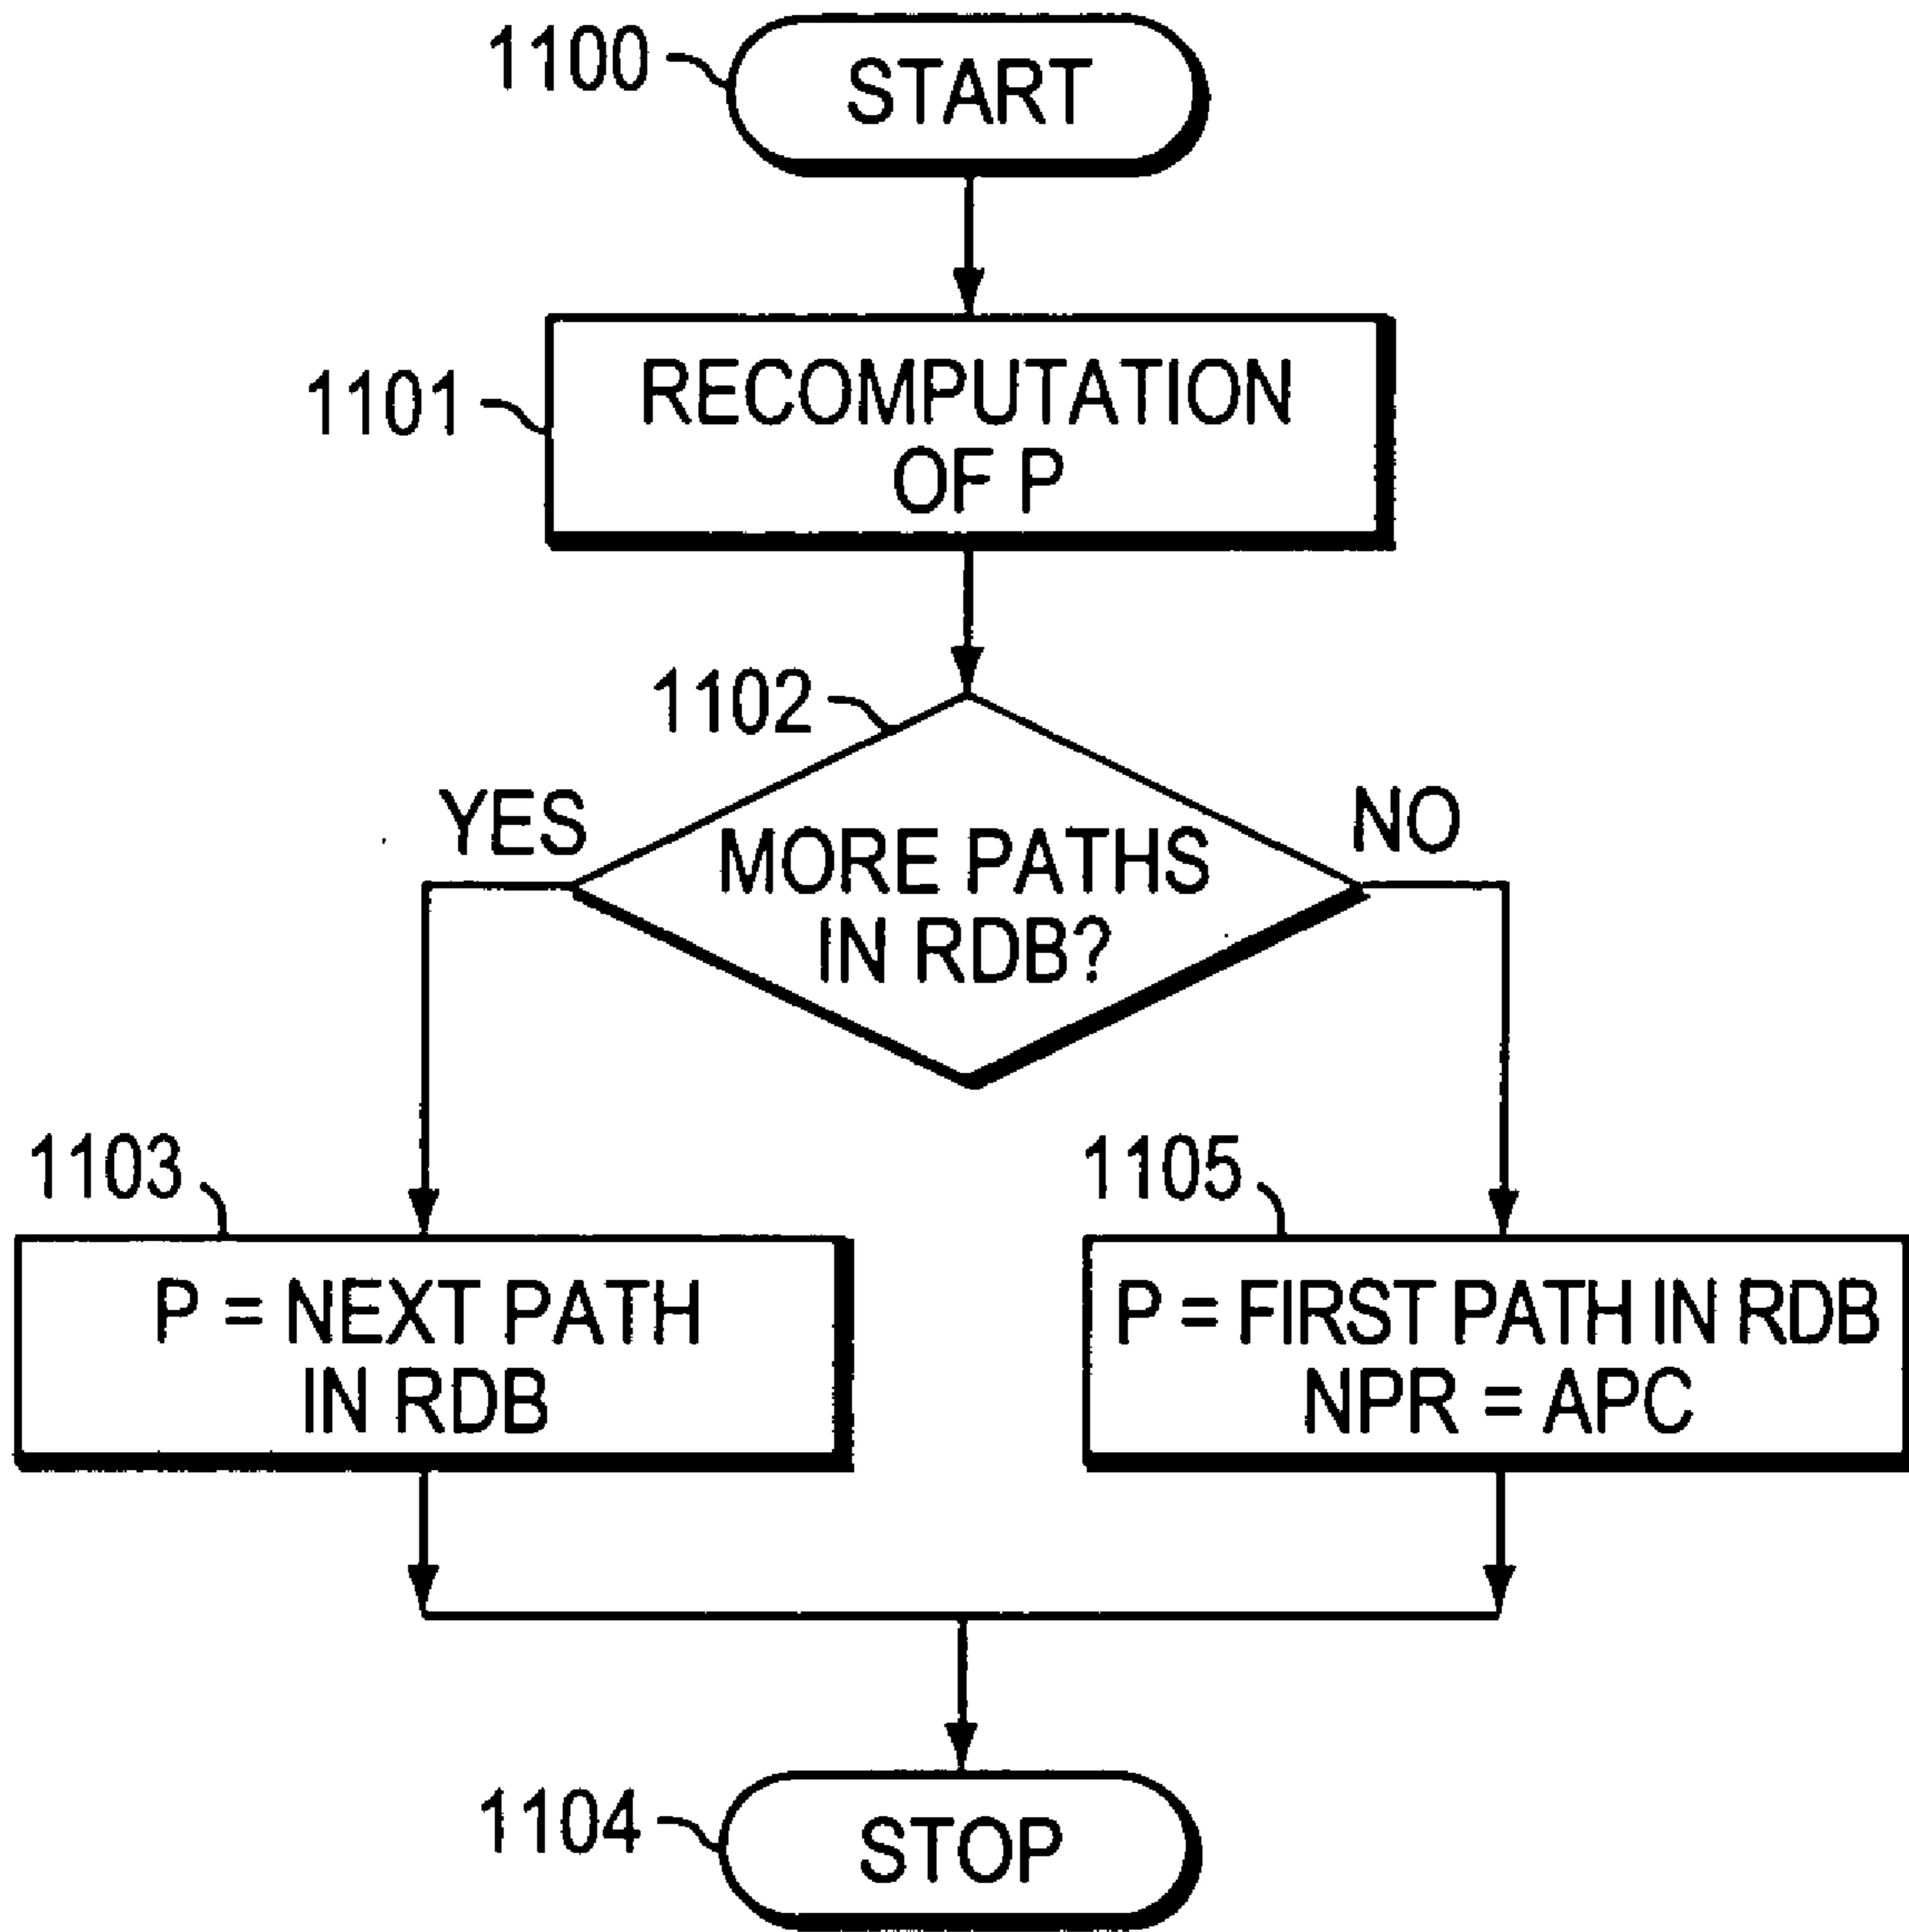 1100
START
1101
RECOMPUTATION
OF P
1102
YES
NO
MORE PATHS
IN RDB?
1103
1105
P = NEXT PATH
IN RDB
P = FIRST PATH IN RDB
NPR = APC
1104
STOP